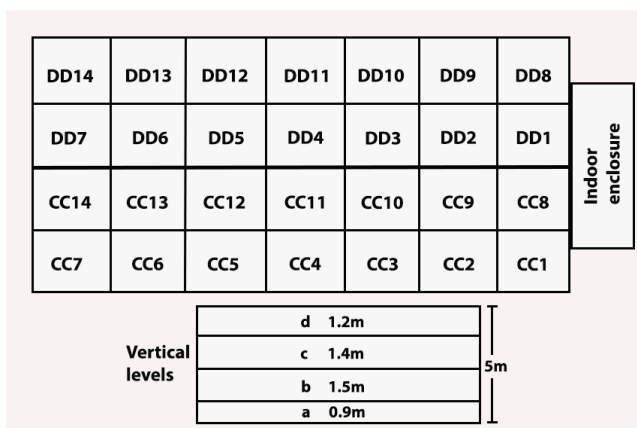 DD14 DD13 DD12 DD11 DD10 DD9 DD8
DD7 DD6 DD5 DD4 DD3 DD2 DD1
CC14 CC13 CC12 CC11 CC10 CC9 CC8
CC7 CC6 CC5 CC4 CC3 CC2 CC1
Indoor
enclosure
Vertical
levels
d 1.2m
c 1.4m
b 1.5m
a 0.9m
5m